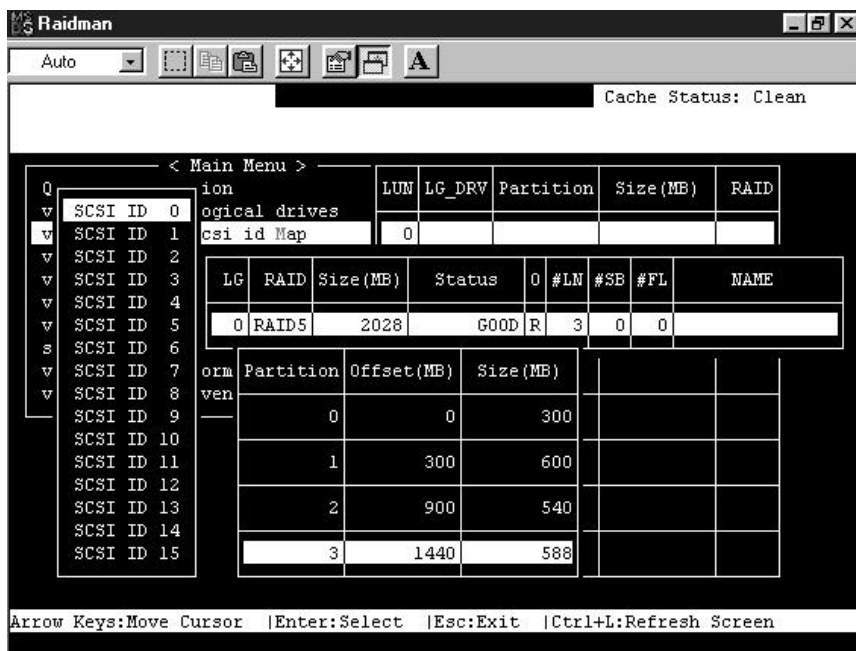 Raidman
Auto
A
Cache Status: Clean
< Main Menu >
Q ion
v ogical drives
v csi id Map
v
v
v
v
s
v orm
v ven
SCSI ID 0
SCSI ID 1
SCSI ID 2
SCSI ID 3
SCSI ID 4
SCSI ID 5
SCSI ID 6
SCSI ID 7
SCSI ID 8
SCSI ID 9
SCSI ID 10
SCSI ID 11
SCSI ID 12
SCSI ID 13
SCSI ID 14
SCSI ID 15
LUN LG_DRV Partition Size(MB) RAID
0
LG RAID Size(MB) Status O #LN #SB #FL NAME
0 RAID5 2028 GOOD R 3 0 0
Partition Offset(MB) Size(MB)
0 0 300
1 300 600
2 900 540
3 1440 588
Arrow Keys:Move Cursor |Enter:Select |Esc:Exit |Ctrl+L:Refresh Screen